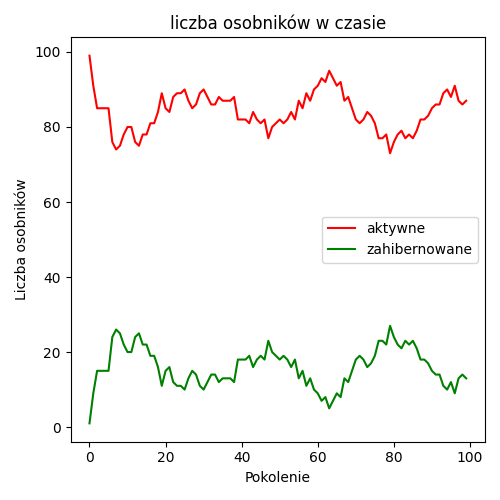 liczba osobników w czasie
Liczba osobników
100
80
60
40
20
0
aktywne
zahibernowane
0 20 40 60 80 100
Pokolenie